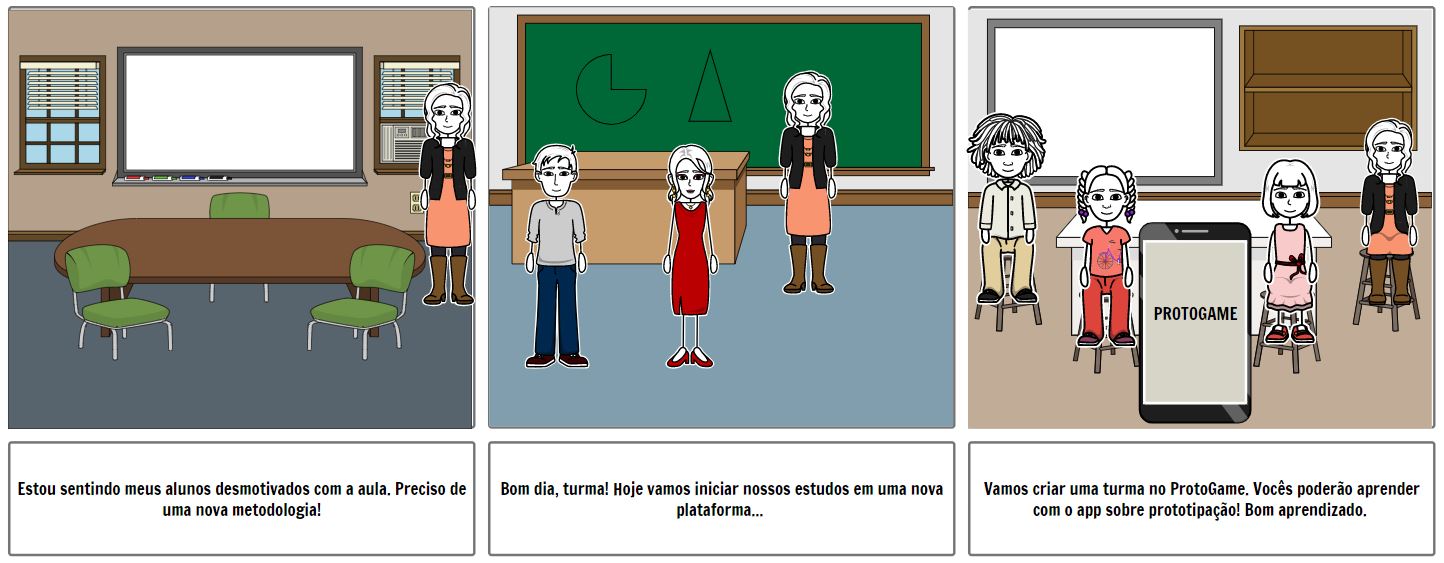 PROTOGAME
Estou sentindo meus alunos desmotivados com a aula. Preciso de
uma nova metodologia!
Bom dia, turma! Hoje vamos iniciar nossos estudos em uma nova
plataforma...
Vamos criar uma turma no ProtoGame. Vocês poderão aprender
com o app sobre prototipação! Bom aprendizado.